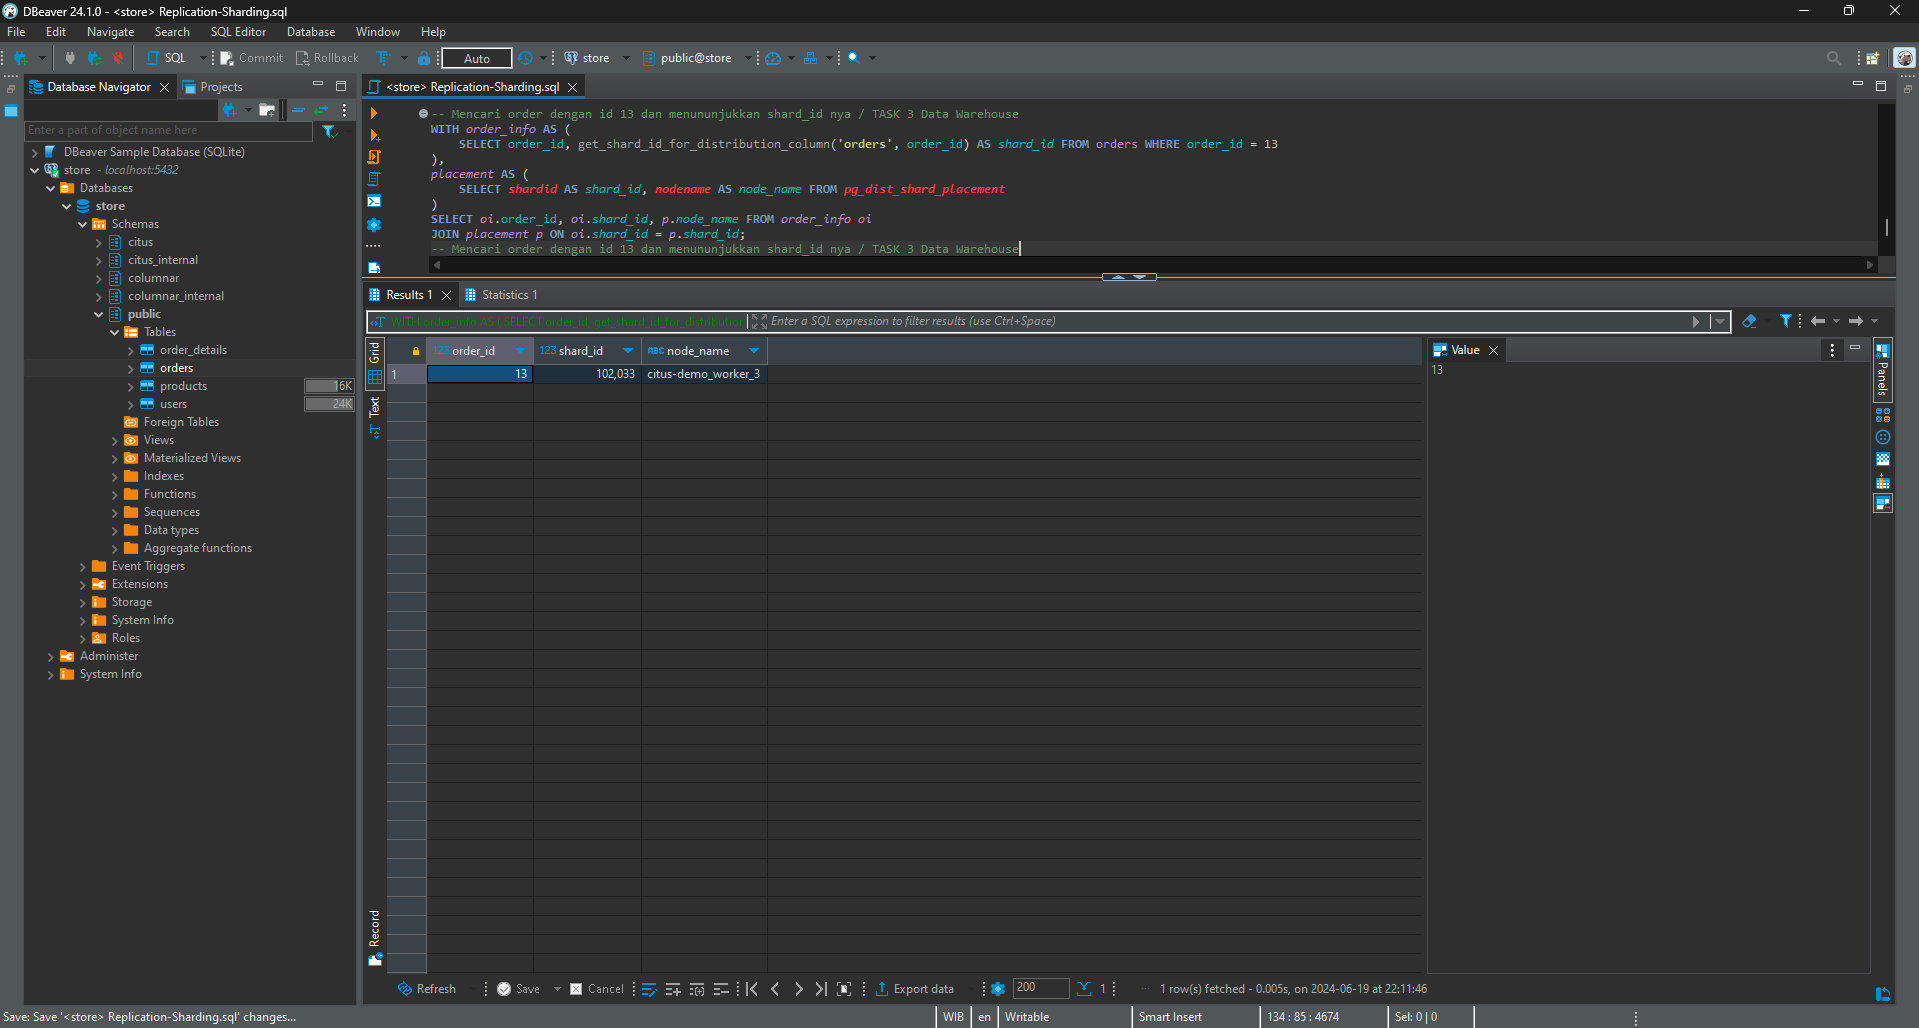 DBeaver 24.1.0 - <store> Replication-Sharding.sql
File Edit Navigate Search SQL Editor Database Window Help
SQL Commit Rollback Auto store public@store
Database Navigator Projects
Enter a part of object name here
DBeaver Sample Database (SQLite)
store - localhost:5432
Databases
store
Schemas
citus
citus_internal
columnar
columnar_internal
public
Tables
order_details
orders
products 16K
users 24K
Foreign Tables
Views
Materialized Views
Indexes
Functions
Sequences
Data types
Aggregate functions
Event Triggers
Extensions
Storage
System Info
Roles
Administer
System Info
<store> Replication-Sharding.sql
-- Mencari order dengan id 13 dan menununjukkan shard_id nya / TASK 3 Data Warehouse
WITH order_info AS (
SELECT order_id, get_shard_id_for_distribution_column('orders', order_id) AS shard_id FROM orders WHERE order_id = 13
),
placement AS (
SELECT shardid AS shard_id, nodename AS node_name FROM pg_dist_shard_placement
)
SELECT oi.order_id, oi.shard_id, p.node_name FROM order_info oi
JOIN placement p ON oi.shard_id = p.shard_id;
-- Mencari order dengan id 13 dan menununjukkan shard_id nya / TASK 3 Data Warehouse
Results 1 Statistics 1
WITH order_info AS ( SELECT order_id, get_shard_id_for_distribution Enter a SQL expression to filter results (use Ctrl+Space)
Grid
Text
Record
123 order_id 123 shard_id ABC node_name
1 13 102,033 citus-demo_worker_3
Value
13
Panels
Refresh Save Cancel Export data 200 1 1 row(s) fetched - 0.005s, on 2024-06-19 at 22:11:46
Save: Save '<store> Replication-Sharding.sql' changes... WIB en Writable Smart Insert 134 : 85 : 4674 Sel: 0 | 0